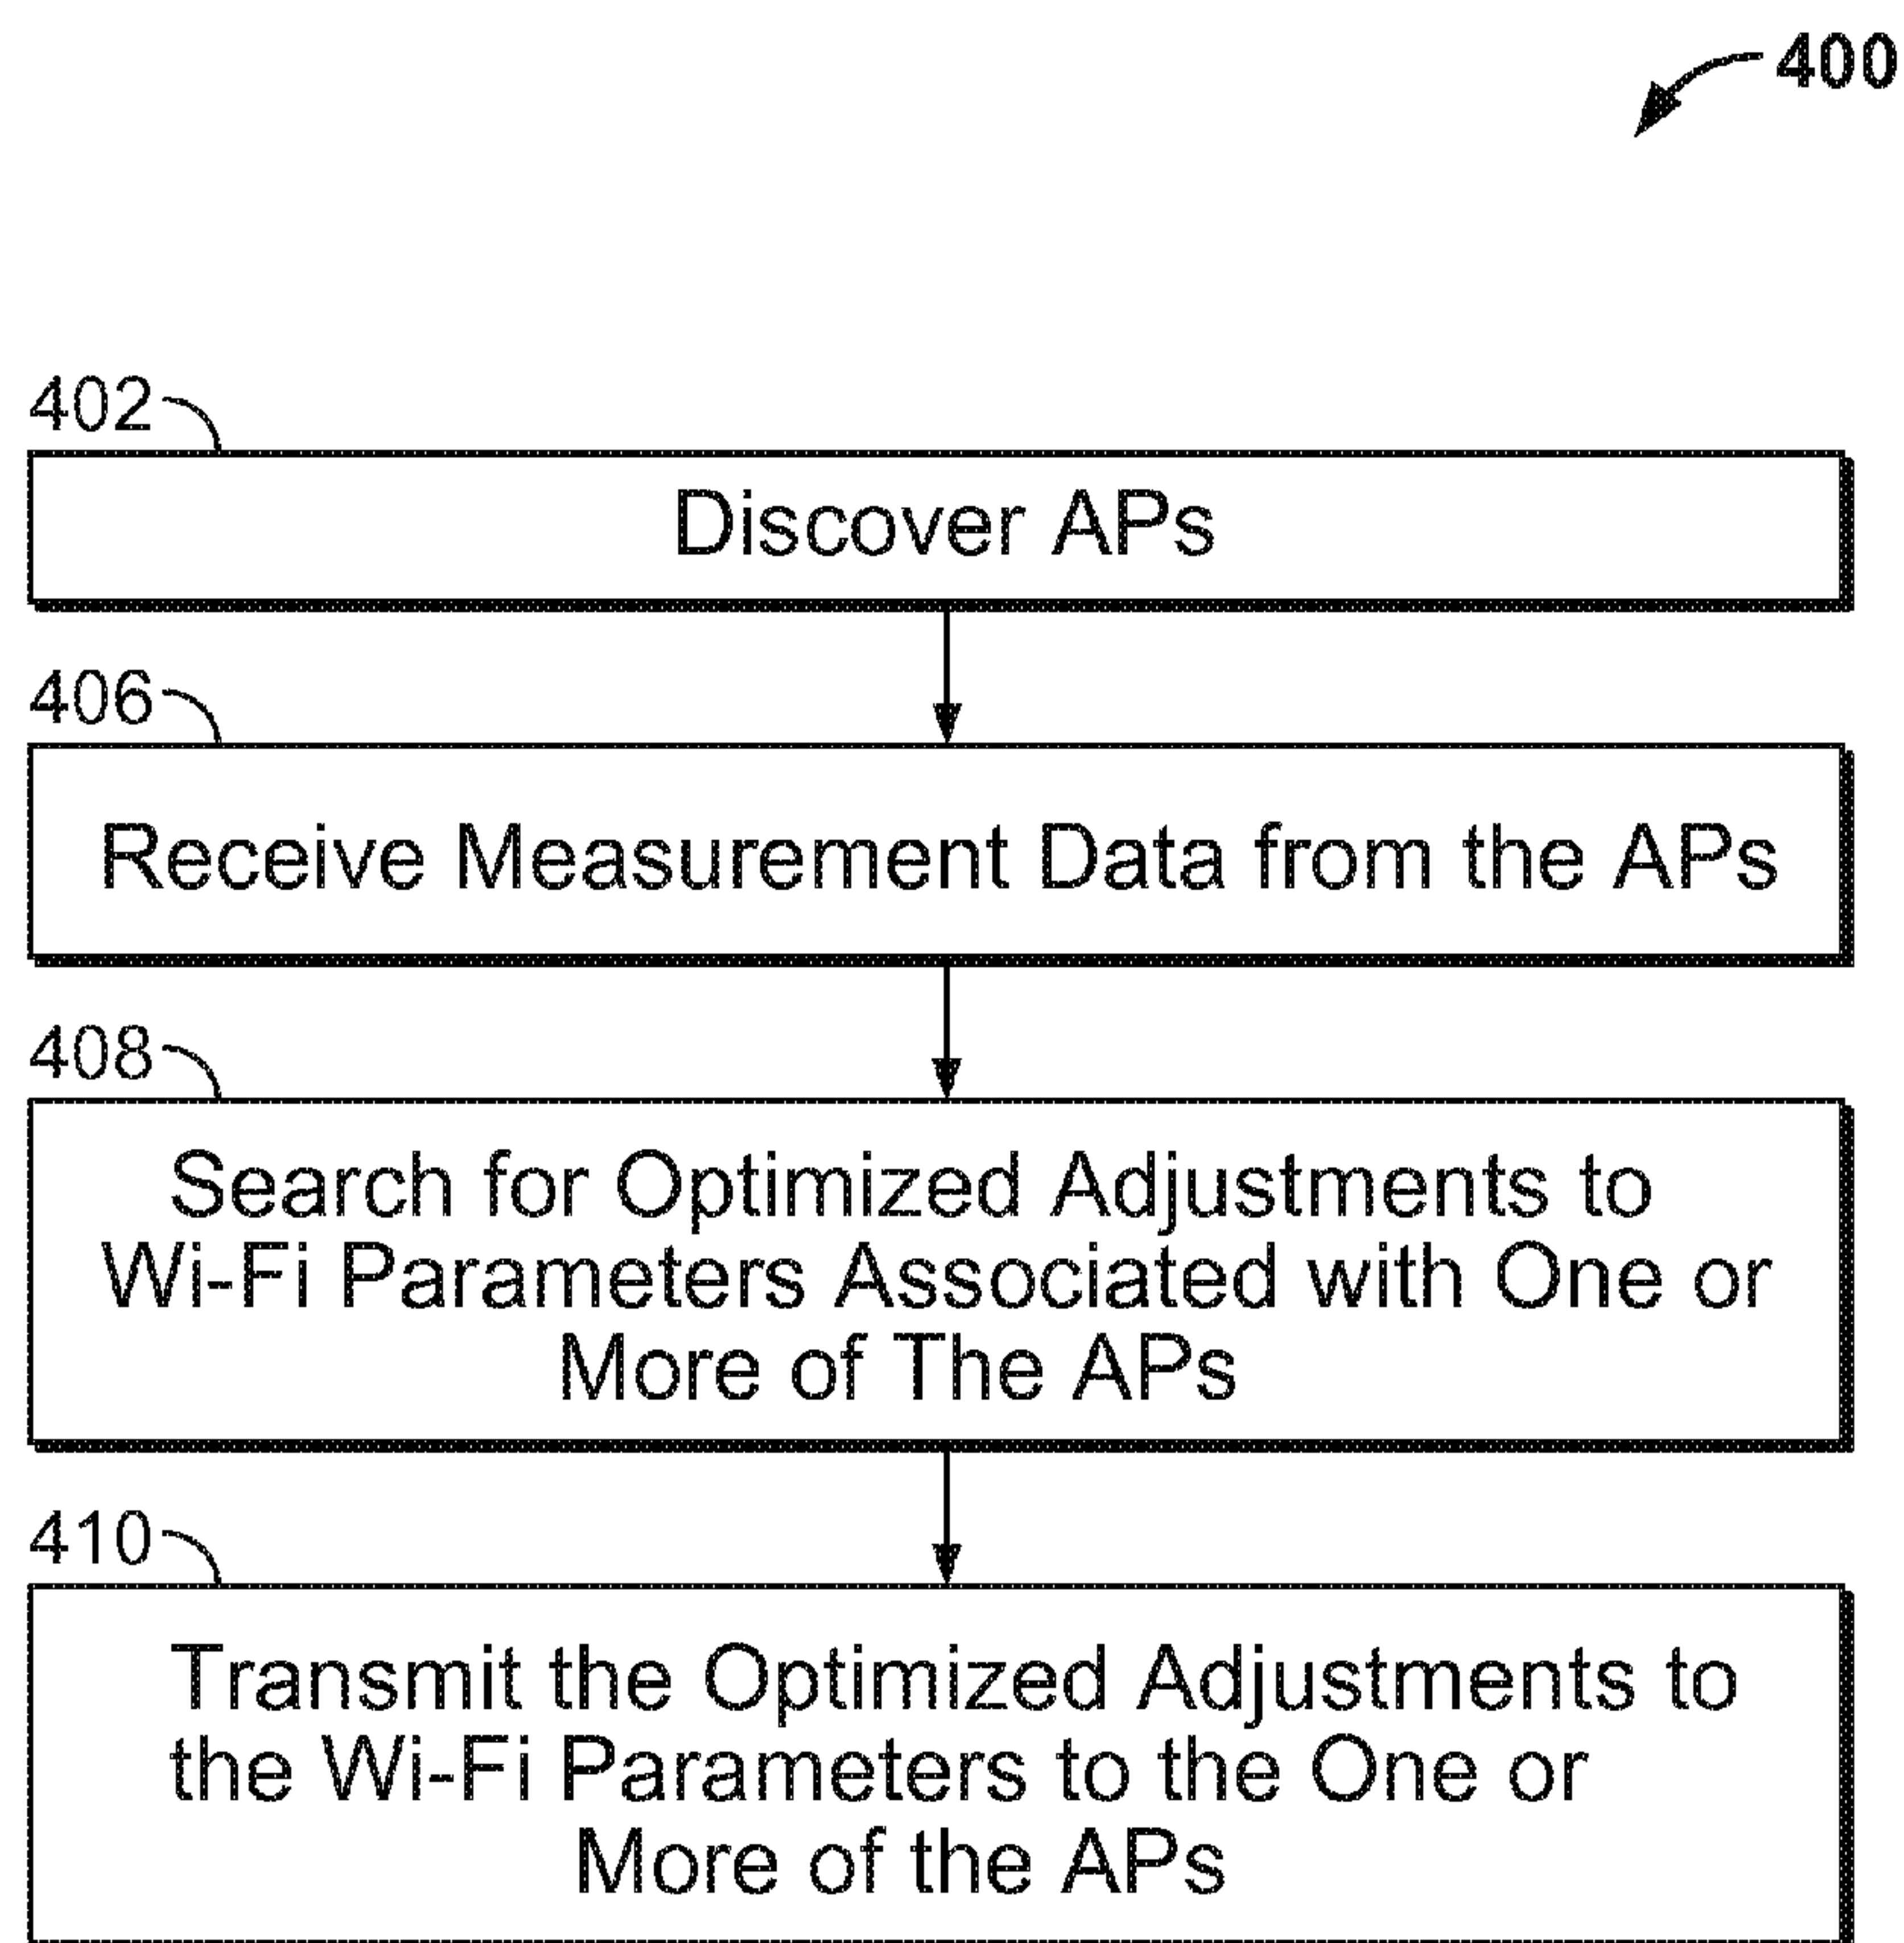 400
402
Discover APs
406
Receive Measurement Data from the APs
408
Search for Optimized Adjustments to
Wi-Fi Parameters Associated with One or
More of The APs
410
Transmit the Optimized Adjustments to
the Wi-Fi Parameters to the One or
More of the APs